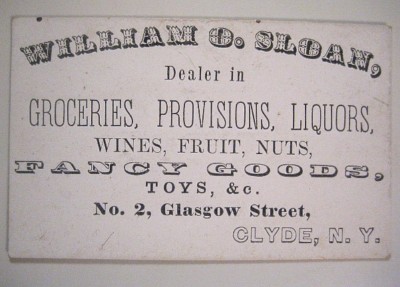 WILLIAM O. SLOAN,
Dealer in
GROCERIES, PROVISIONS, LIQUORS,
WINES, FRUIT, NUTS,
FANCY GOODS,
TOYS, &c.
No. 2, Glasgow Street,
CLYDE, N. Y.